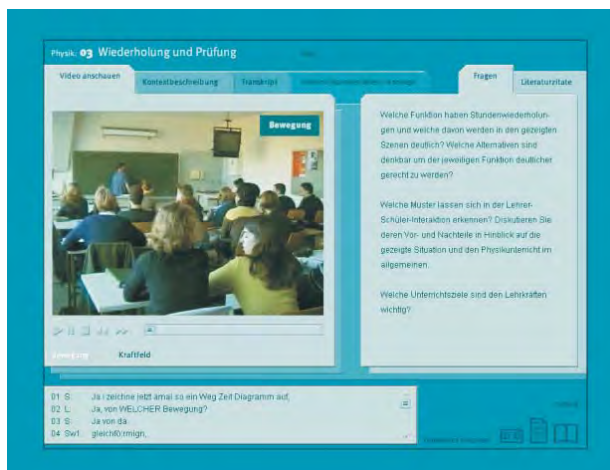 Physik: 03 Wiederholung und Prüfung
Video anschauen
Kontextbeschreibung
Transkript
Fragen
Literaturzitate
Bewegung
Welche Funktion haben Stundenwiederholun-
gen und welche davon werden in den gezeigten
Szenen deutlich? Welche Alternativen sind
denkbar um der jeweiligen Funktion deutlicher
gerecht zu werden?
Welche Muster lassen sich in der Lehrer-
Schüler-Interaktion erkennen? Diskutieren Sie
deren Vor- und Nachteile in Hinblick auf die
gezeigte Situation und den Physikunterricht im
allgemeinen.
Welche Unterrichtsziele sind den Lehrkräften
wichtig?
Bewegung Kraftfeld
01 S: Ja i zeichne jetzt amal so ein Weg Zeit Diagramm auf,
02 L: Ja, von WELCHER Bewegung?
03 S: Ja von da.
04 Sw1: gleichförmign,